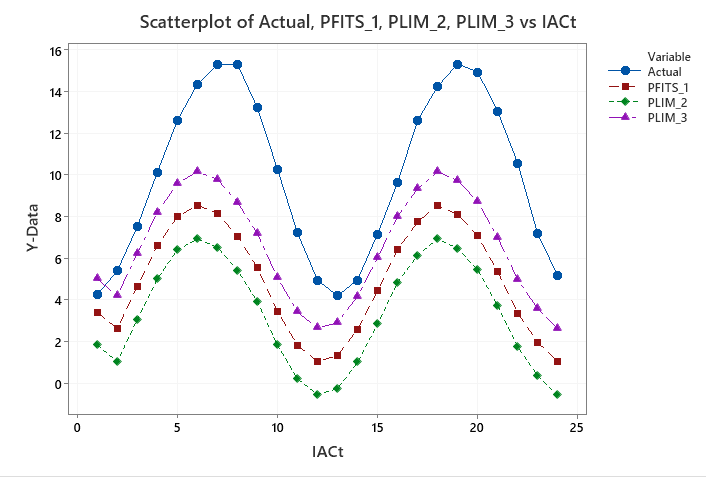 Scatterplot of Actual, PFITS_1, PLIM_2, PLIM_3 vs IACt
Variable
Actual
PFITS_1
PLIM_2
PLIM_3
16
14
12
10
8
6
4
2
0
Y-Data
0 5 10 15 20 25
IACt